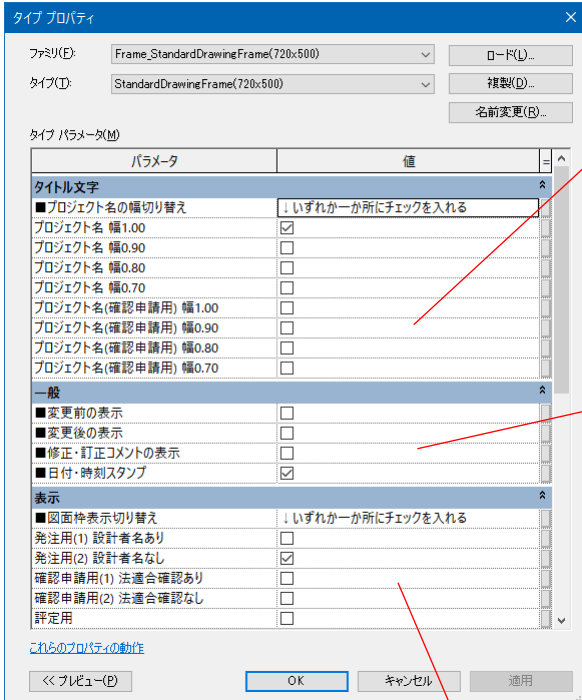 タイプ プロパティ
ファミリ(F): Frame_StandardDrawingFrame(720x500) ロード(L)...
タイプ(T): StandardDrawingFrame(720x500) 複製(D)...
名前変更(R)...
タイプ パラメータ(M)
パラメータ 値 =
タイトル文字
■プロジェクト名の幅切り替え ↓いずれか一か所にチェックを入れる
プロジェクト名 幅1.00
プロジェクト名 幅0.90
プロジェクト名 幅0.80
プロジェクト名 幅0.70
プロジェクト名(確認申請用) 幅1.00
プロジェクト名(確認申請用) 幅0.90
プロジェクト名(確認申請用) 幅0.80
プロジェクト名(確認申請用) 幅0.70
一般
■変更前の表示
■変更後の表示
■修正・訂正コメントの表示
■日付・時刻スタンプ
表示
■図面枠表示切り替え ↓いずれか一か所にチェックを入れる
発注用(1) 設計者名あり
発注用(2) 設計者名なし
確認申請用(1) 法適合確認あり
確認申請用(2) 法適合確認なし
評定用
これらのプロパティの動作
<< プレビュー(P) OK キャンセル 適用